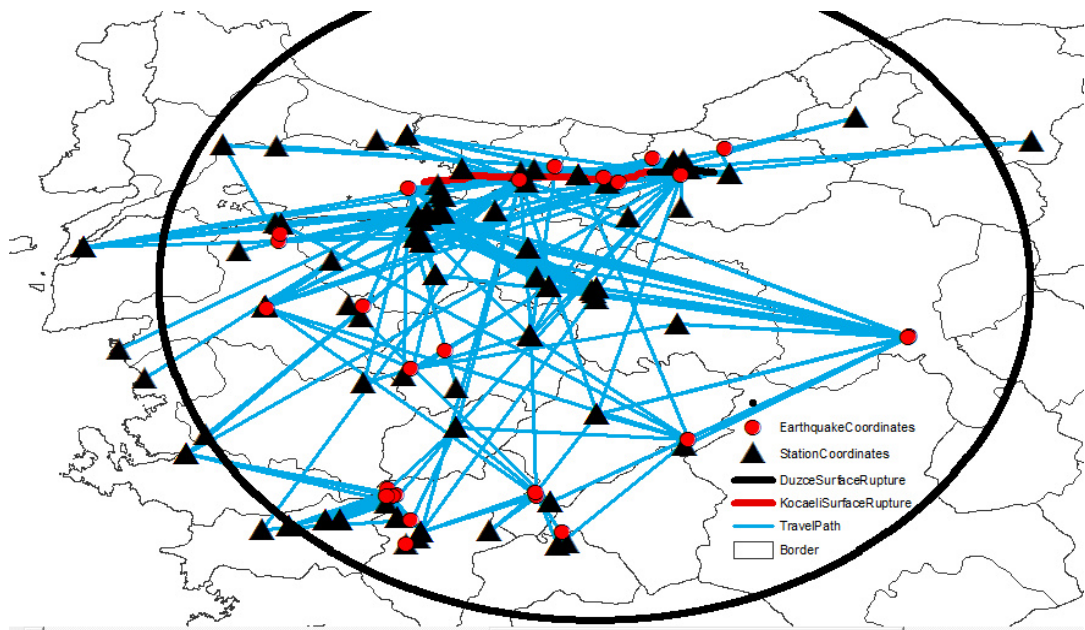 EarthquakeCoordinates
StationCoordinates
DuzceSurfaceRupture
KocaeliSurfaceRupture
TravelPath
Border